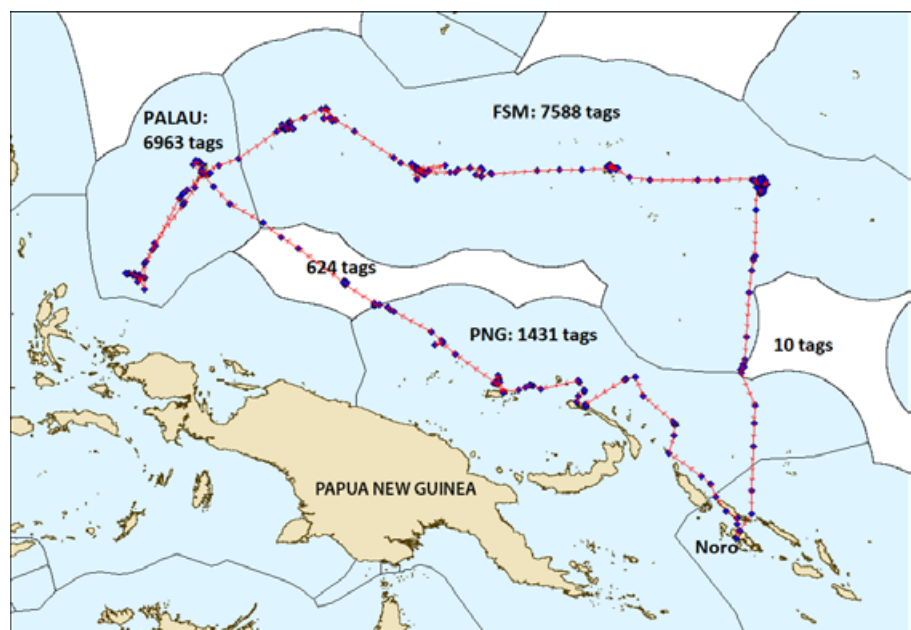 PALAU:
6963 tags
FSM: 7588 tags
624 tags
PNG: 1431 tags
10 tags
PAPUA NEW GUINEA
Noro